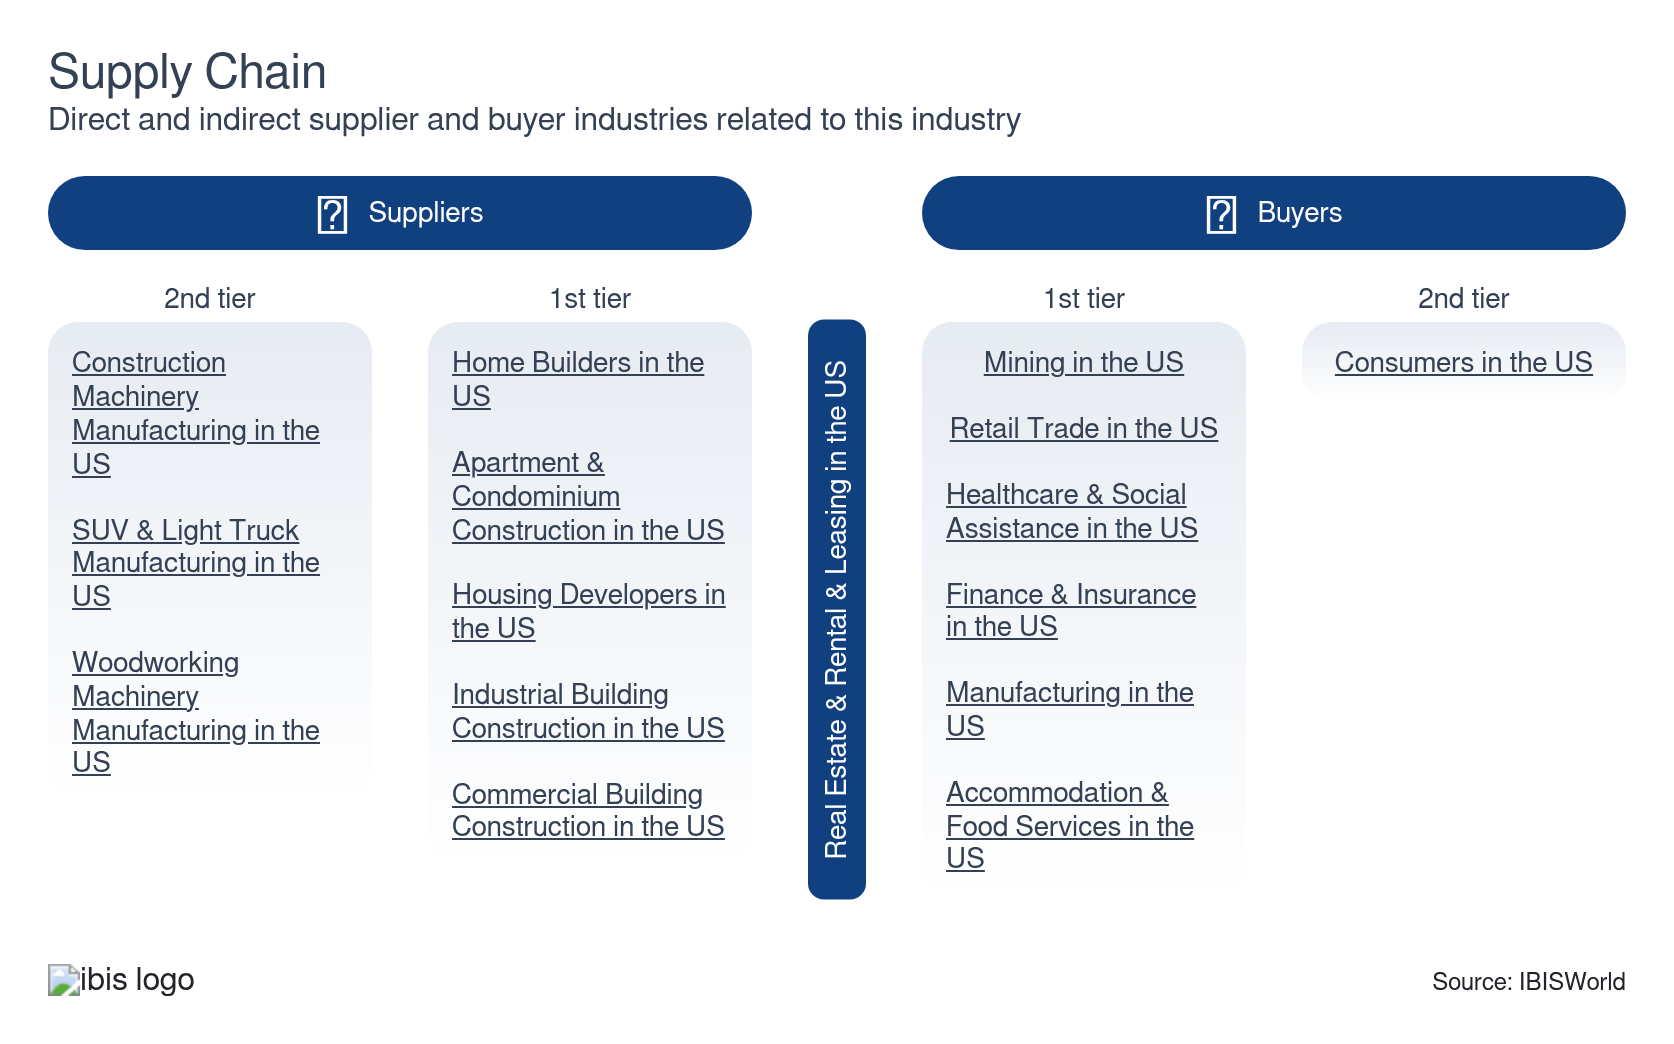 Supply Chain
Direct and indirect supplier and buyer industries related to this industry
Suppliers
2nd tier
Construction
Machinery
Manufacturing in the
US
SUV & Light Truck
Manufacturing in the
US
Woodworking
Machinery
Manufacturing in the
US
1st tier
Home Builders in the
US
Apartment &
Condominium
Construction in the US
Housing Developers in
the US
Industrial Building
Construction in the US
Commercial Building
Construction in the US
Real Estate & Rental & Leasing in the US
Buyers
1st tier
Mining in the US
Retail Trade in the US
Healthcare & Social
Assistance in the US
Finance & Insurance
in the US
Manufacturing in the
US
Accommodation &
Food Services in the
US
2nd tier
Consumers in the US
ibis logo
Source: IBISWorld